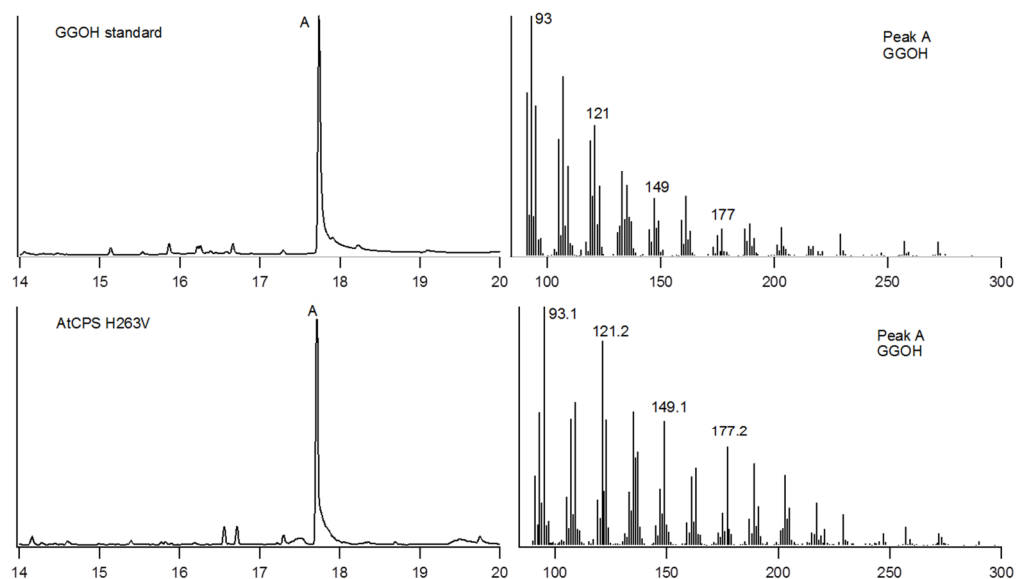 A
GGOH standard
93
121
149
177
Peak A
GGOH
14 15 16 17 18 19 20
100 150 200 250 300
A
AtCPS H263V
93.1
121.2
149.1
177.2
Peak A
GGOH
14 15 16 17 18 19 20
100 150 200 250 300